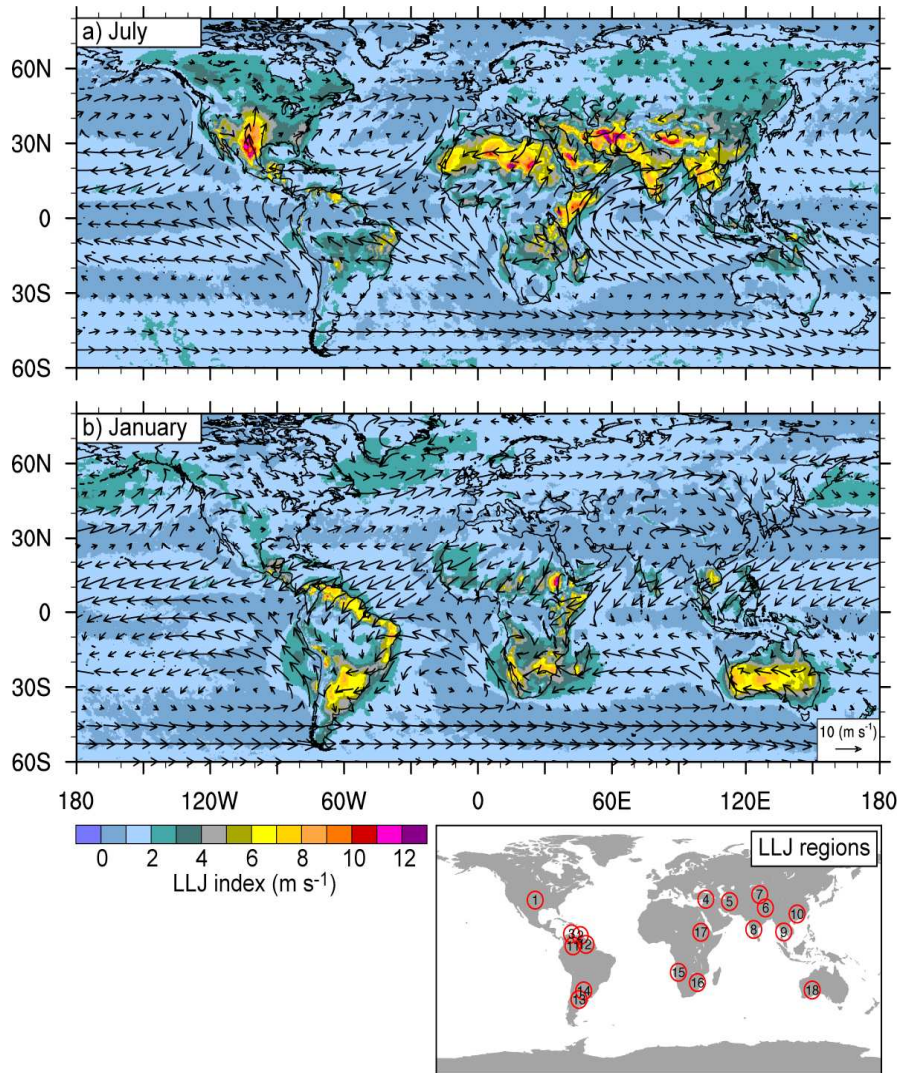 a) July
60N
30N
0
30S
60S
b) January
60N
30N
0
30S
60S
10 (m s⁻¹)
180 120W 60W 0 60E 120E 180
0 2 4 6 8 10 12
LLJ index (m s⁻¹)
LLJ regions
1
4 5 7
6
3 2
10
17 8 9
11 12
15
16
14 18
13